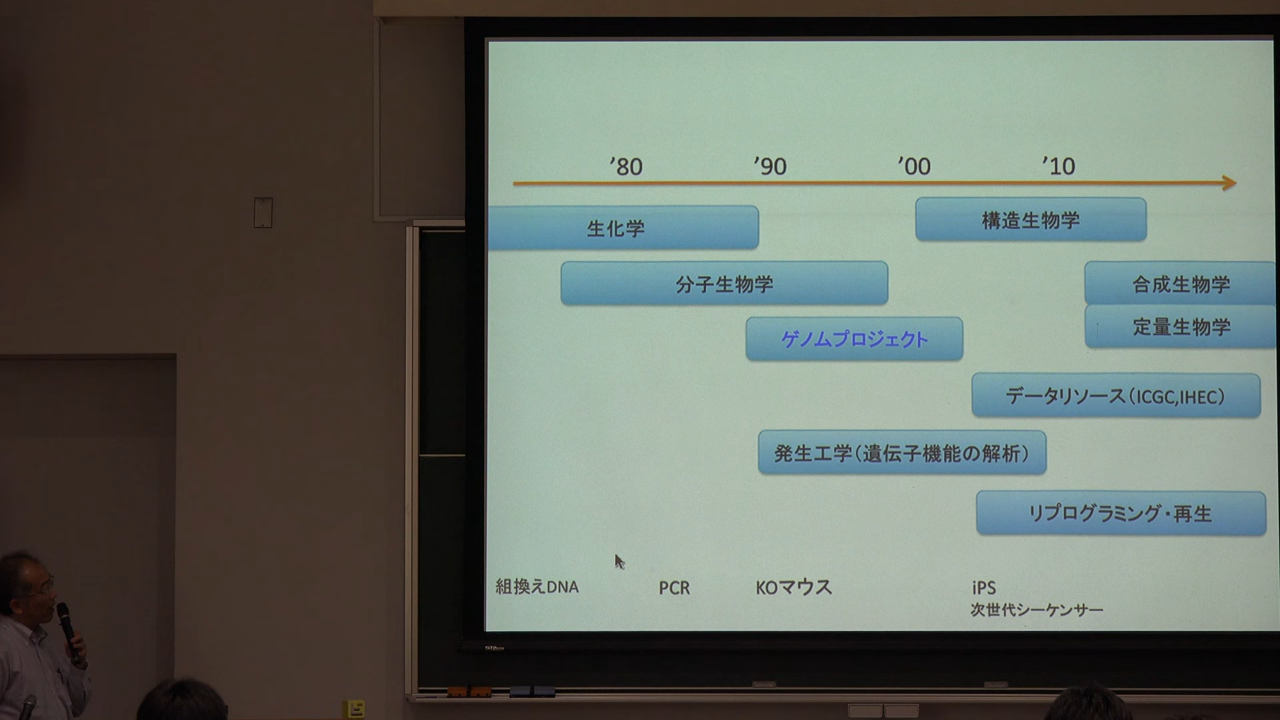 ’80
’90
’00
’10
生化学
構造生物学
分子生物学
合成生物学
定量生物学
ゲノムプロジェクト
データリソース（ICGC,IHEC）
発生工学（遺伝子機能の解析）
リプログラミング・再生
組換えDNA
PCR
KOマウス
iPS
次世代シーケンサー